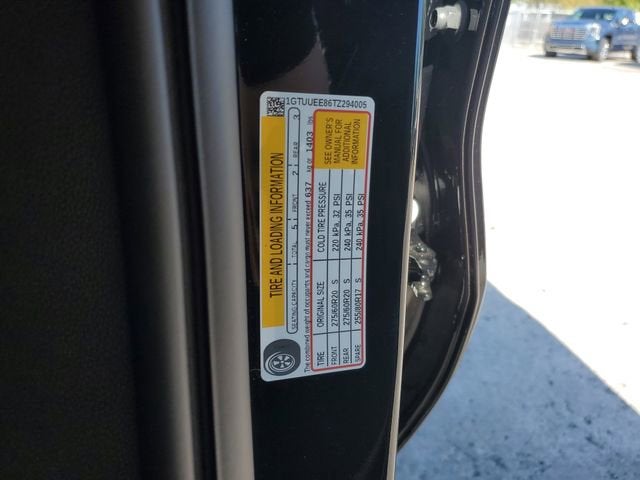 1GTUUEE86TZ294005
TIRE AND LOADING INFORMATION
SEATING CAPACITY TOTAL 5 FRONT 2 REAR 3
The combined weight of occupants and cargo must never exceed 637 kg or 1403 lbs
TIRE ORIGINAL SIZE COLD TIRE PRESSURE
FRONT 275/60R20 S 220 kPa, 32 PSI
REAR 275/60R20 S 240 kPa, 35 PSI
SPARE 255/80R17 S 240 kPa, 35 PSI
SEE OWNER'S
MANUAL FOR
ADDITIONAL
INFORMATION